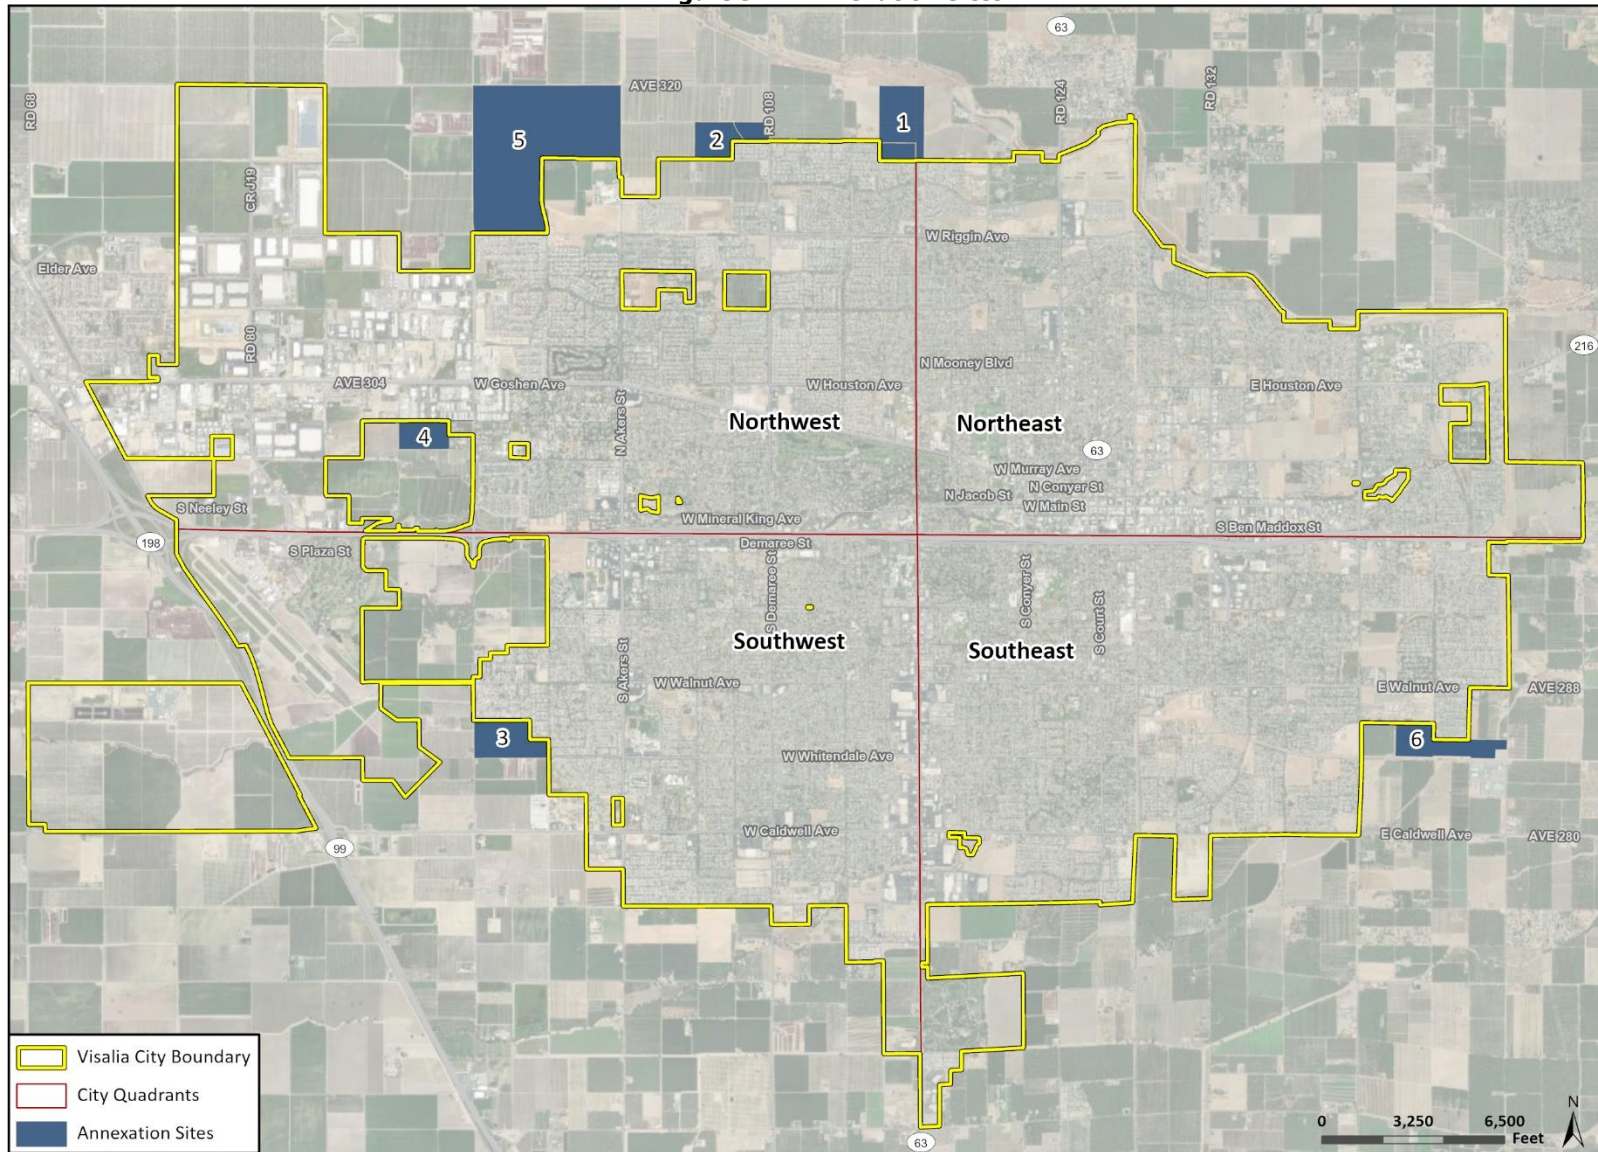 63
AVE 320
RD 68
RD 108
RD 124
RD 132
5
2
1
CR J19
W Riggin Ave
Elder Ave
RD 80
N Mooney Blvd
216
AVE 304
W Goshen Ave
W Houston Ave
E Houston Ave
N Akers St
Northwest
Northeast
4
63
W Murray Ave
N Jacob St
N Conyer St
W Main St
S Neeley St
W Mineral King Ave
S Ben Maddox St
198
S Plaza St
Demaree St
S Demaree St
S Conyer St
S Court St
Southwest
Southeast
S Akers St
W Walnut Ave
E Walnut Ave
AVE 288
3
6
W Whitendale Ave
W Caldwell Ave
E Caldwell Ave
AVE 280
99
Visalia City Boundary
City Quadrants
Annexation Sites
63
N
0 3,250 6,500
Feet